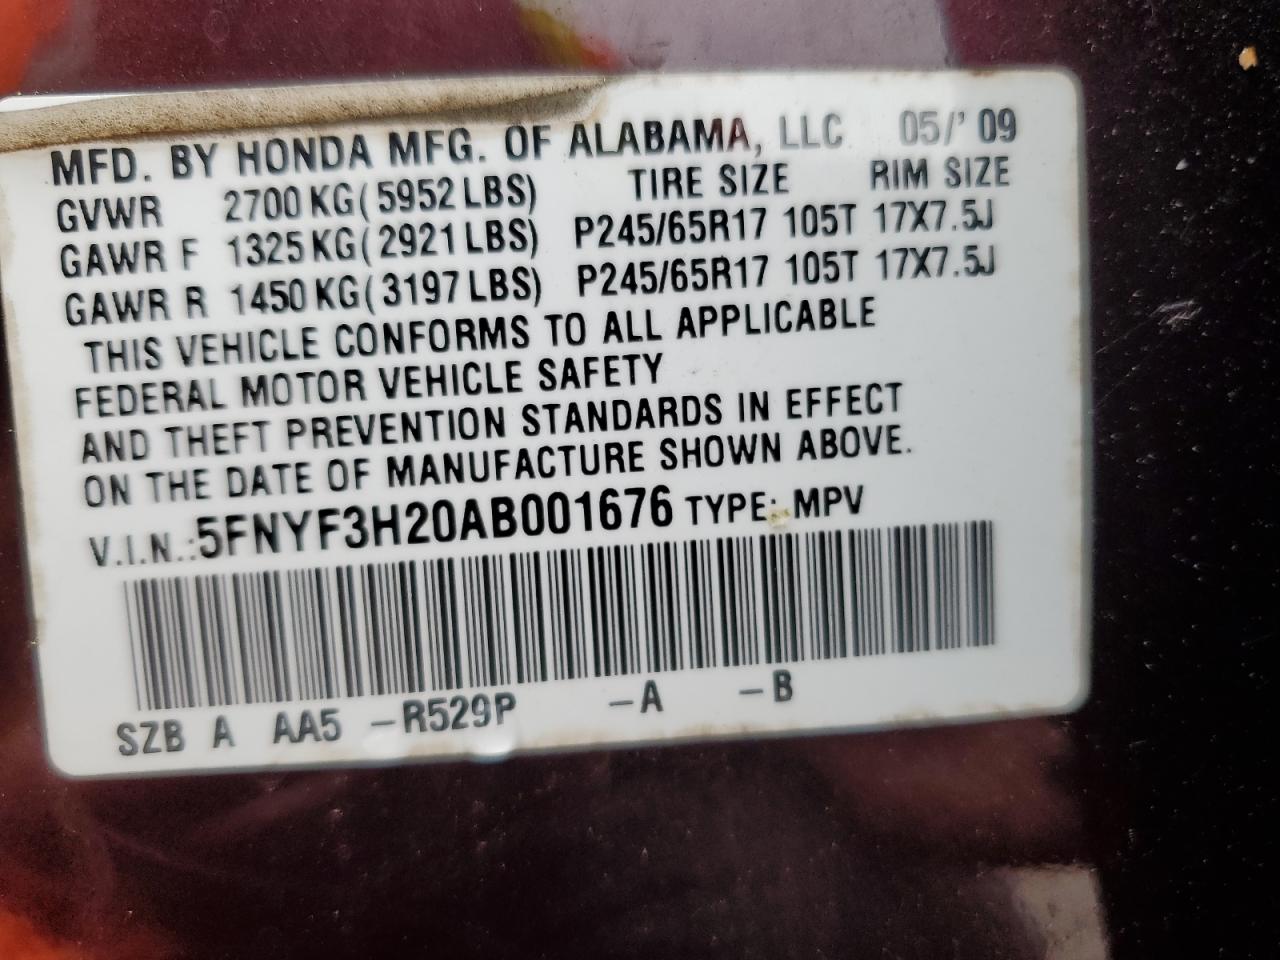 MFD. BY HONDA MFG. OF ALABAMA, LLC 05/'09
GVWR 2700 KG(5952 LBS) TIRE SIZE RIM SIZE
GAWR F 1325 KG(2921 LBS) P245/65R17 105T 17X7.5J
GAWR R 1450 KG(3197 LBS) P245/65R17 105T 17X7.5J
THIS VEHICLE CONFORMS TO ALL APPLICABLE
FEDERAL MOTOR VEHICLE SAFETY
AND THEFT PREVENTION STANDARDS IN EFFECT
ON THE DATE OF MANUFACTURE SHOWN ABOVE.
V.I.N.:5FNYF3H20AB001676 TYPE: MPV
SZB A AA5 -R529P -A -B